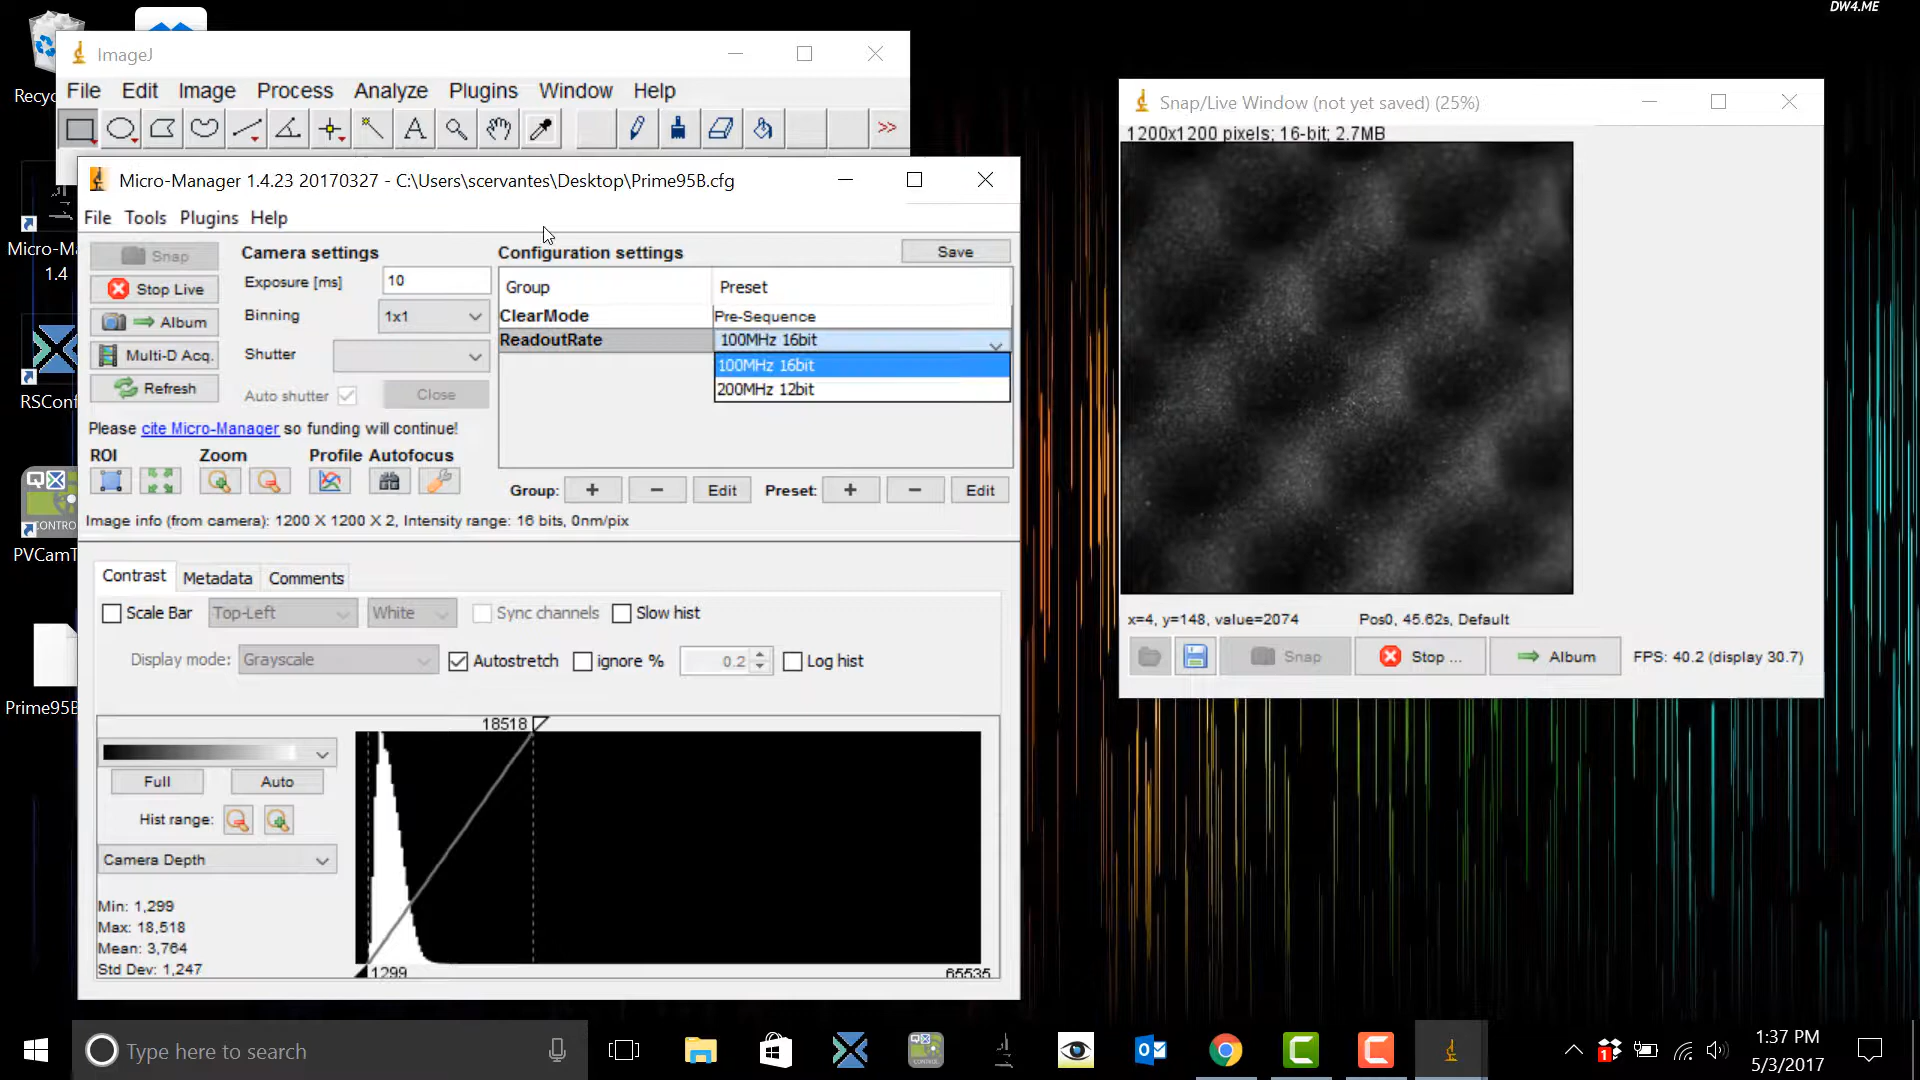 DW4.ME
ImageJ
File Edit Image Process Analyze Plugins Window Help
>>
Micro-Manager 1.4.23 20170327 - C:\Users\scervantes\Desktop\Prime95B.cfg
File Tools Plugins Help
Snap
Stop Live
Album
Multi-D Acq.
Refresh
Camera settings
Exposure [ms] 10
Binning 1x1
Shutter
Auto shutter Close
Configuration settings Save
Group Preset
ClearMode Pre-Sequence
ReadoutRate 100MHz 16bit
100MHz 16bit
200MHz 12bit
Please cite Micro-Manager so funding will continue!
ROI Zoom Profile Autofocus
Group: + - Edit Preset: + - Edit
Image info (from camera): 1200 X 1200 X 2, Intensity range: 16 bits, 0nm/pix
Contrast Metadata Comments
Scale Bar Top-Left White Sync channels Slow hist
Display mode: Grayscale Autostretch ignore % 0.2 Log hist
18518
Full Auto
Hist range:
Camera Depth
Min: 1,299
Max: 18,518
Mean: 3,764
Std Dev: 1,247
1299 65535
Snap/Live Window (not yet saved) (25%)
1200x1200 pixels; 16-bit; 2.7MB
x=4, y=148, value=2074 Pos0, 45.62s, Default
Snap Stop ... Album FPS: 40.2 (display 30.7)
Recyc
Micro-Ma
1.4
RSConf
CONTRO
PVCamT
Prime95B
Type here to search
CONTROL
1
1:37 PM
5/3/2017